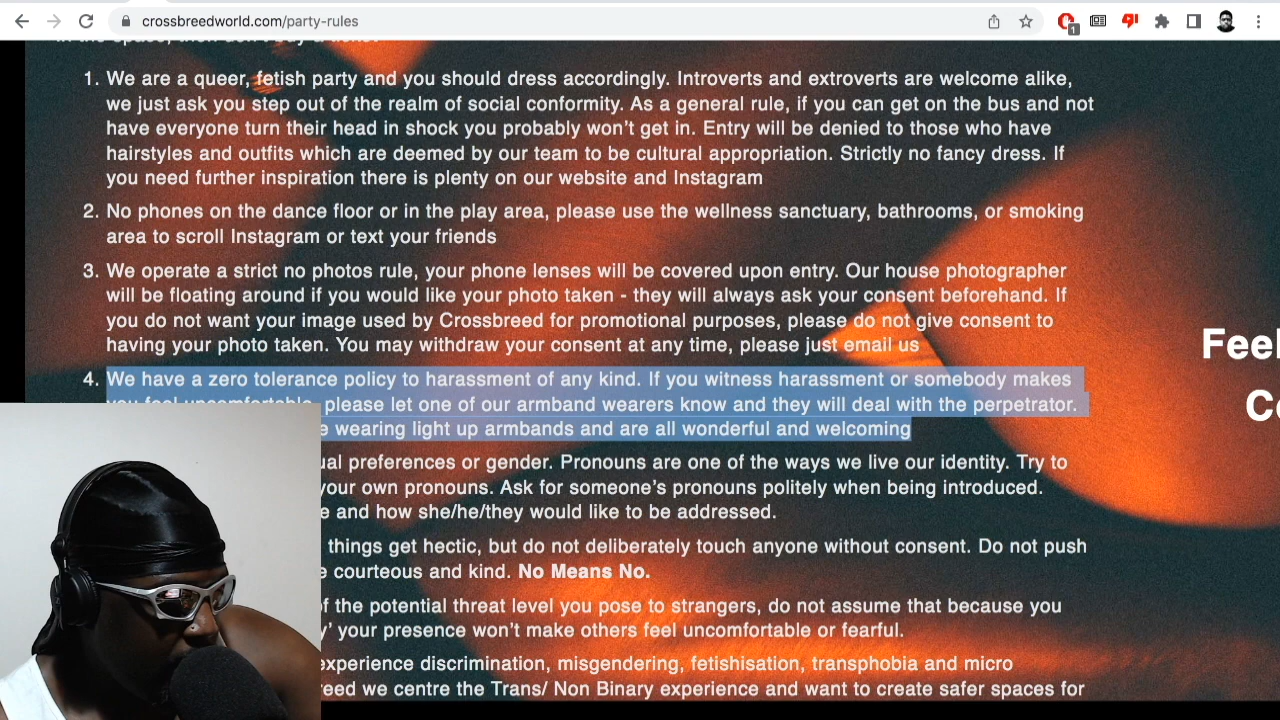 crossbreedworld.com/party-rules
1
1. We are a queer, fetish party and you should dress accordingly. Introverts and extroverts are welcome alike,
we just ask you step out of the realm of social conformity. As a general rule, if you can get on the bus and not
have everyone turn their head in shock you probably won’t get in. Entry will be denied to those who have
hairstyles and outfits which are deemed by our team to be cultural appropriation. Strictly no fancy dress. If
you need further inspiration there is plenty on our website and Instagram
2. No phones on the dance floor or in the play area, please use the wellness sanctuary, bathrooms, or smoking
area to scroll Instagram or text your friends
3. We operate a strict no photos rule, your phone lenses will be covered upon entry. Our house photographer
will be floating around if you would like your photo taken - they will always ask your consent beforehand. If
you do not want your image used by Crossbreed for promotional purposes, please do not give consent to
having your photo taken. You may withdraw your consent at any time, please just email us
Feel
4. We have a zero tolerance policy to harassment of any kind. If you witness harassment or somebody makes
please let one of our armband wearers know and they will deal with the perpetrator.
wearing light up armbands and are all wonderful and welcoming
preferences or gender. Pronouns are one of the ways we live our identity. Try to
your own pronouns. Ask for someone’s pronouns politely when being introduced.
and how she/he/they would like to be addressed.
things get hectic, but do not deliberately touch anyone without consent. Do not push
courteous and kind. No Means No.
of the potential threat level you pose to strangers, do not assume that because you
your presence won’t make others feel uncomfortable or fearful.
experience discrimination, misgendering, fetishisation, transphobia and micro
we centre the Trans/ Non Binary experience and want to create safer spaces for